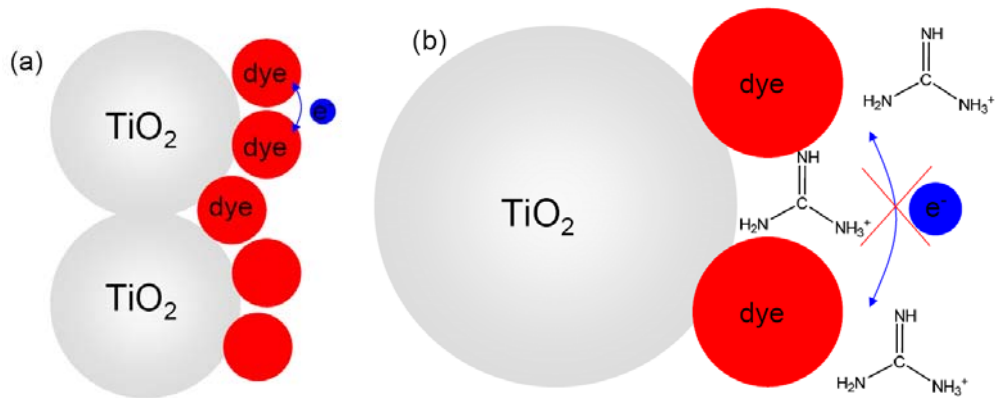 (a)
TiO2
dye
dye
e
dye
TiO2
(b)
TiO2
dye
NH
C
H2N
NH3+
NH
C
H2N
NH3+
e-
dye
NH
C
H2N
NH3+